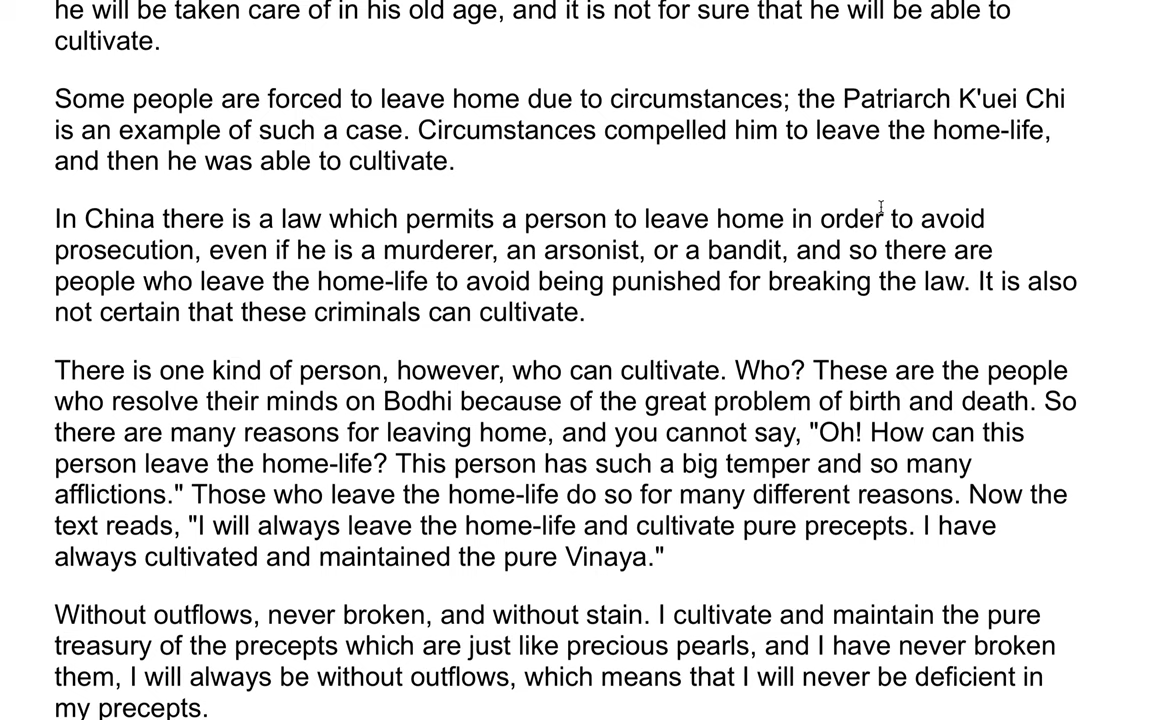 he will be taken care of in his old age, and it is not for sure that he will be able to
cultivate.
Some people are forced to leave home due to circumstances; the Patriarch K'uei Chi
is an example of such a case. Circumstances compelled him to leave the home-life,
and then he was able to cultivate.
In China there is a law which permits a person to leave home in order to avoid
prosecution, even if he is a murderer, an arsonist, or a bandit, and so there are
people who leave the home-life to avoid being punished for breaking the law. It is also
not certain that these criminals can cultivate.
There is one kind of person, however, who can cultivate. Who? These are the people
who resolve their minds on Bodhi because of the great problem of birth and death. So
there are many reasons for leaving home, and you cannot say, "Oh! How can this
person leave the home-life? This person has such a big temper and so many
afflictions." Those who leave the home-life do so for many different reasons. Now the
text reads, "I will always leave the home-life and cultivate pure precepts. I have
always cultivated and maintained the pure Vinaya."
Without outflows, never broken, and without stain. I cultivate and maintain the pure
treasury of the precepts which are just like precious pearls, and I have never broken
them, I will always be without outflows, which means that I will never be deficient in
my precepts.